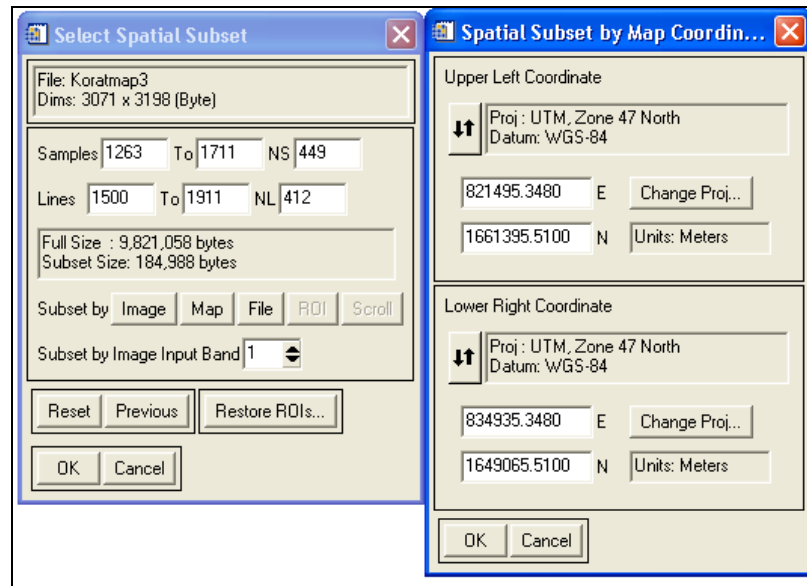 Select Spatial Subset
File: Koratmap3
Dims: 3071 x 3198 (Byte)
Samples 1263 To 1711 NS 449
Lines 1500 To 1911 NL 412
Full Size : 9,821,058 bytes
Subset Size: 184,988 bytes
Subset by Image Map File ROI Scroll
Subset by Image Input Band 1
Reset Previous Restore ROIs...
OK Cancel
Spatial Subset by Map Coordin...
Upper Left Coordinate
Proj : UTM, Zone 47 North
Datum: WGS-84
821495.3480 E Change Proj...
1661395.5100 N Units: Meters
Lower Right Coordinate
Proj : UTM, Zone 47 North
Datum: WGS-84
834935.3480 E Change Proj...
1649065.5100 N Units: Meters
OK Cancel